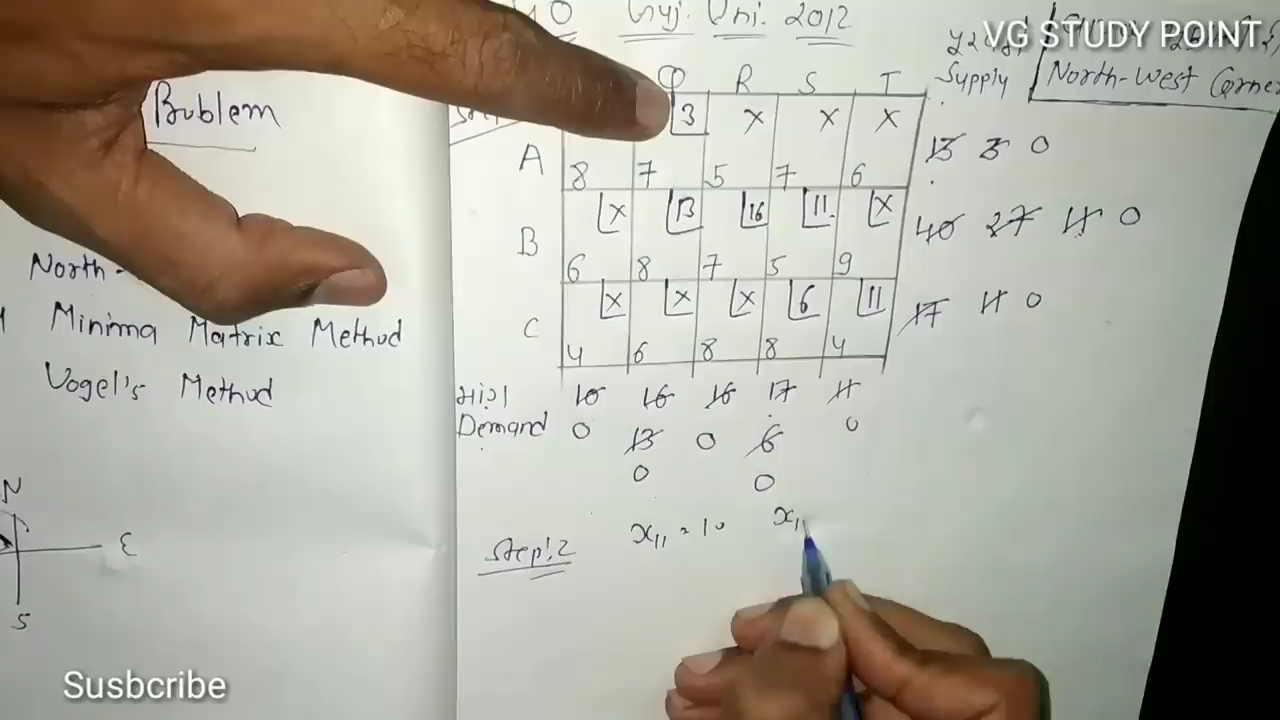 Guj. Uni. 2012
VG STUDY POINT
Supply
North-West Corner
Problem
Q R S T
3 X X X
A 8 7 5 7 6 13 3 0
X 13 16 11 X
B 6 8 7 5 9 40 27 11 0
X X X 6 11
C 4 6 8 8 4 17 11 0
North-
Minima Matrix Method
Vogel's Method
માંગ 10 16 16 17 11
Demand 0 13 0 6 0
0 0
N
E
S
Step:2 x11 = 10 x1
Susbcribe